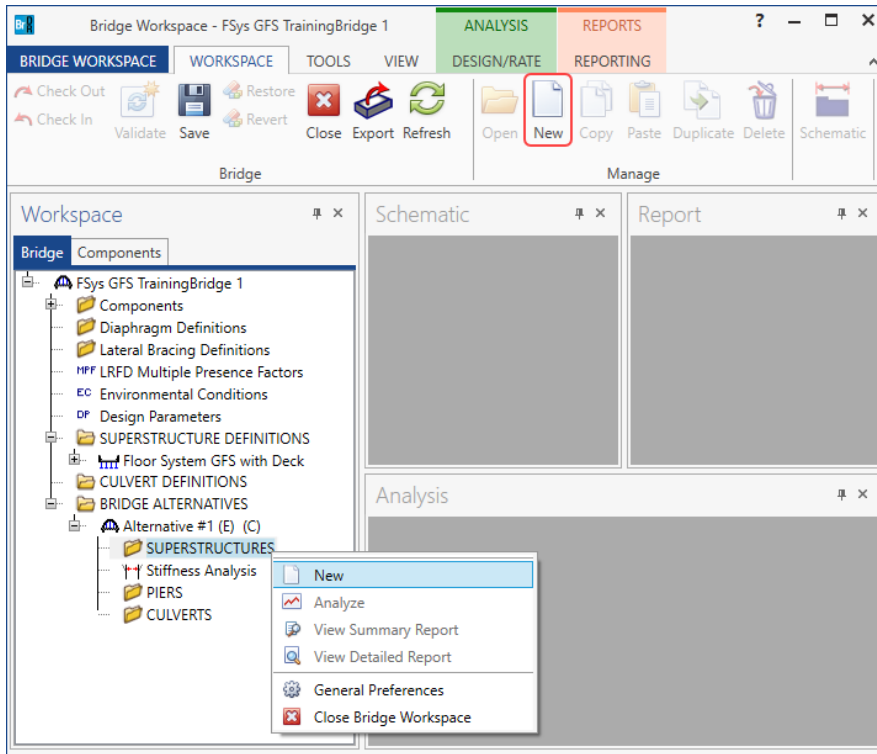 Br R Bridge Workspace - FSys GFS TrainingBridge 1 ANALYSIS REPORTS ?
BRIDGE WORKSPACE WORKSPACE TOOLS VIEW DESIGN/RATE REPORTING
Check Out
Check In
Validate
Save
Restore
Revert
Close
Export
Refresh
Bridge
Open
New
Copy
Paste
Duplicate
Delete
Manage
Schematic
Workspace
Bridge Components
FSys GFS TrainingBridge 1
Components
Diaphragm Definitions
Lateral Bracing Definitions
MPF LRFD Multiple Presence Factors
EC Environmental Conditions
DP Design Parameters
SUPERSTRUCTURE DEFINITIONS
Floor System GFS with Deck
CULVERT DEFINITIONS
BRIDGE ALTERNATIVES
Alternative #1 (E) (C)
SUPERSTRUCTURES
Stiffness Analysis
PIERS
CULVERTS
New
Analyze
View Summary Report
View Detailed Report
General Preferences
Close Bridge Workspace
Schematic
Report
Analysis